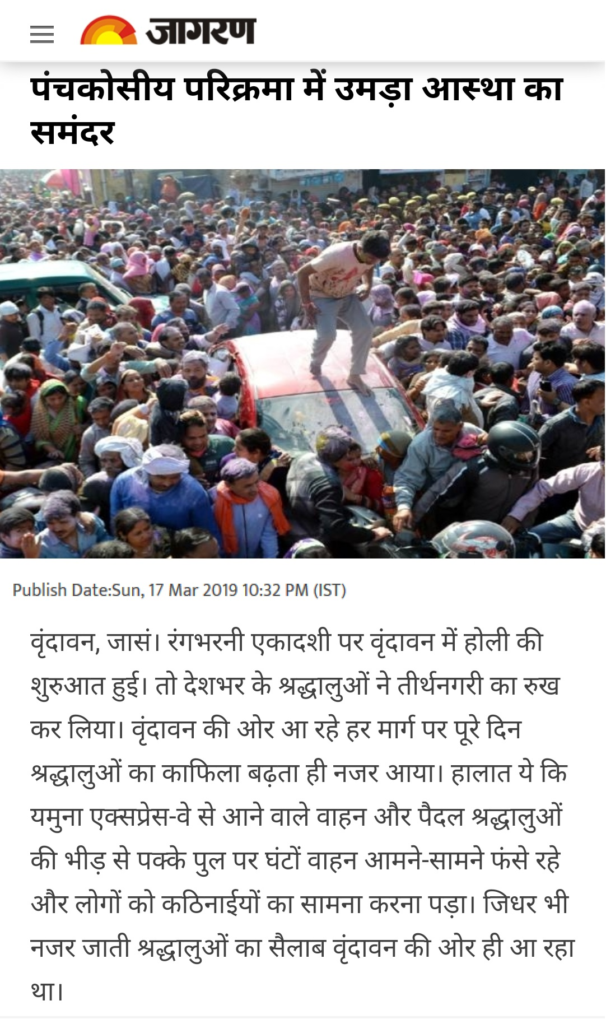 जागरण
पंचकोसीय परिक्रमा में उमड़ा आस्था का
समंदर
Publish Date:Sun, 17 Mar 2019 10:32 PM (IST)
वृंदावन, जासं। रंगभरनी एकादशी पर वृंदावन में होली की
शुरुआत हुई। तो देशभर के श्रद्धालुओं ने तीर्थनगरी का रुख
कर लिया। वृंदावन की ओर आ रहे हर मार्ग पर पूरे दिन
श्रद्धालुओं का काफिला बढ़ता ही नजर आया। हालात ये कि
यमुना एक्सप्रेस-वे से आने वाले वाहन और पैदल श्रद्धालुओं
की भीड़ से पक्के पुल पर घंटों वाहन आमने-सामने फंसे रहे
और लोगों को कठिनाईयों का सामना करना पड़ा। जिधर भी
नजर जाती श्रद्धालुओं का सैलाब वृंदावन की ओर ही आ रहा
था।